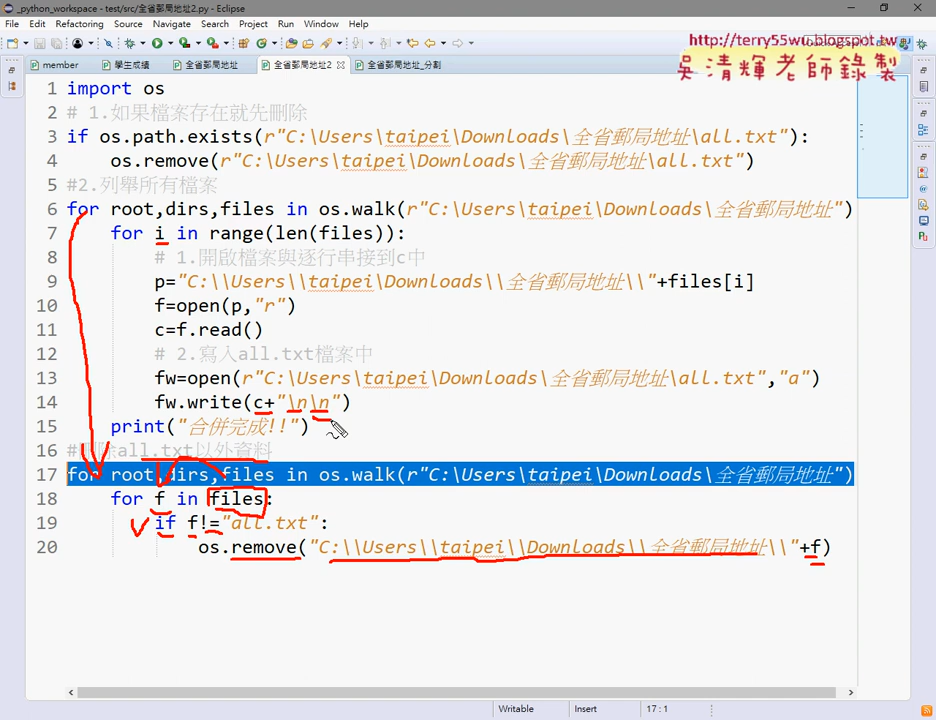 _python_workspace - test/src/全省郵局地址2.py - Eclipse
File Edit Refactoring Source Navigate Search Project Run Window Help
http://terry55wu.blogspot.tw
吳清輝老師錄製
member 學生成績 全省郵局地址 全省郵局地址2 全省郵局地址_分割
1 import os
2 # 1.如果檔案存在就先刪除
3 if os.path.exists(r"C:\Users\taipei\Downloads\全省郵局地址\all.txt"):
4 os.remove(r"C:\Users\taipei\Downloads\全省郵局地址\all.txt")
5 #2.列舉所有檔案
6 for root,dirs,files in os.walk(r"C:\Users\taipei\Downloads\全省郵局地址")
7 for i in range(len(files)):
8 # 1.開啟檔案與逐行串接到c中
9 p="C:\\Users\\taipei\\Downloads\\全省郵局地址\\"+files[i]
10 f=open(p,"r")
11 c=f.read()
12 # 2.寫入all.txt檔案中
13 fw=open(r"C:\Users\taipei\Downloads\全省郵局地址\all.txt","a")
14 fw.write(c+"\n\n")
15 print("合併完成!!")
16 #刪除all.txt以外資料
17 for root,dirs,files in os.walk(r"C:\Users\taipei\Downloads\全省郵局地址")
18 for f in files:
19 if f!="all.txt":
20 os.remove("C:\\Users\\taipei\\Downloads\\全省郵局地址\\"+f)
Writable Insert 17 : 1